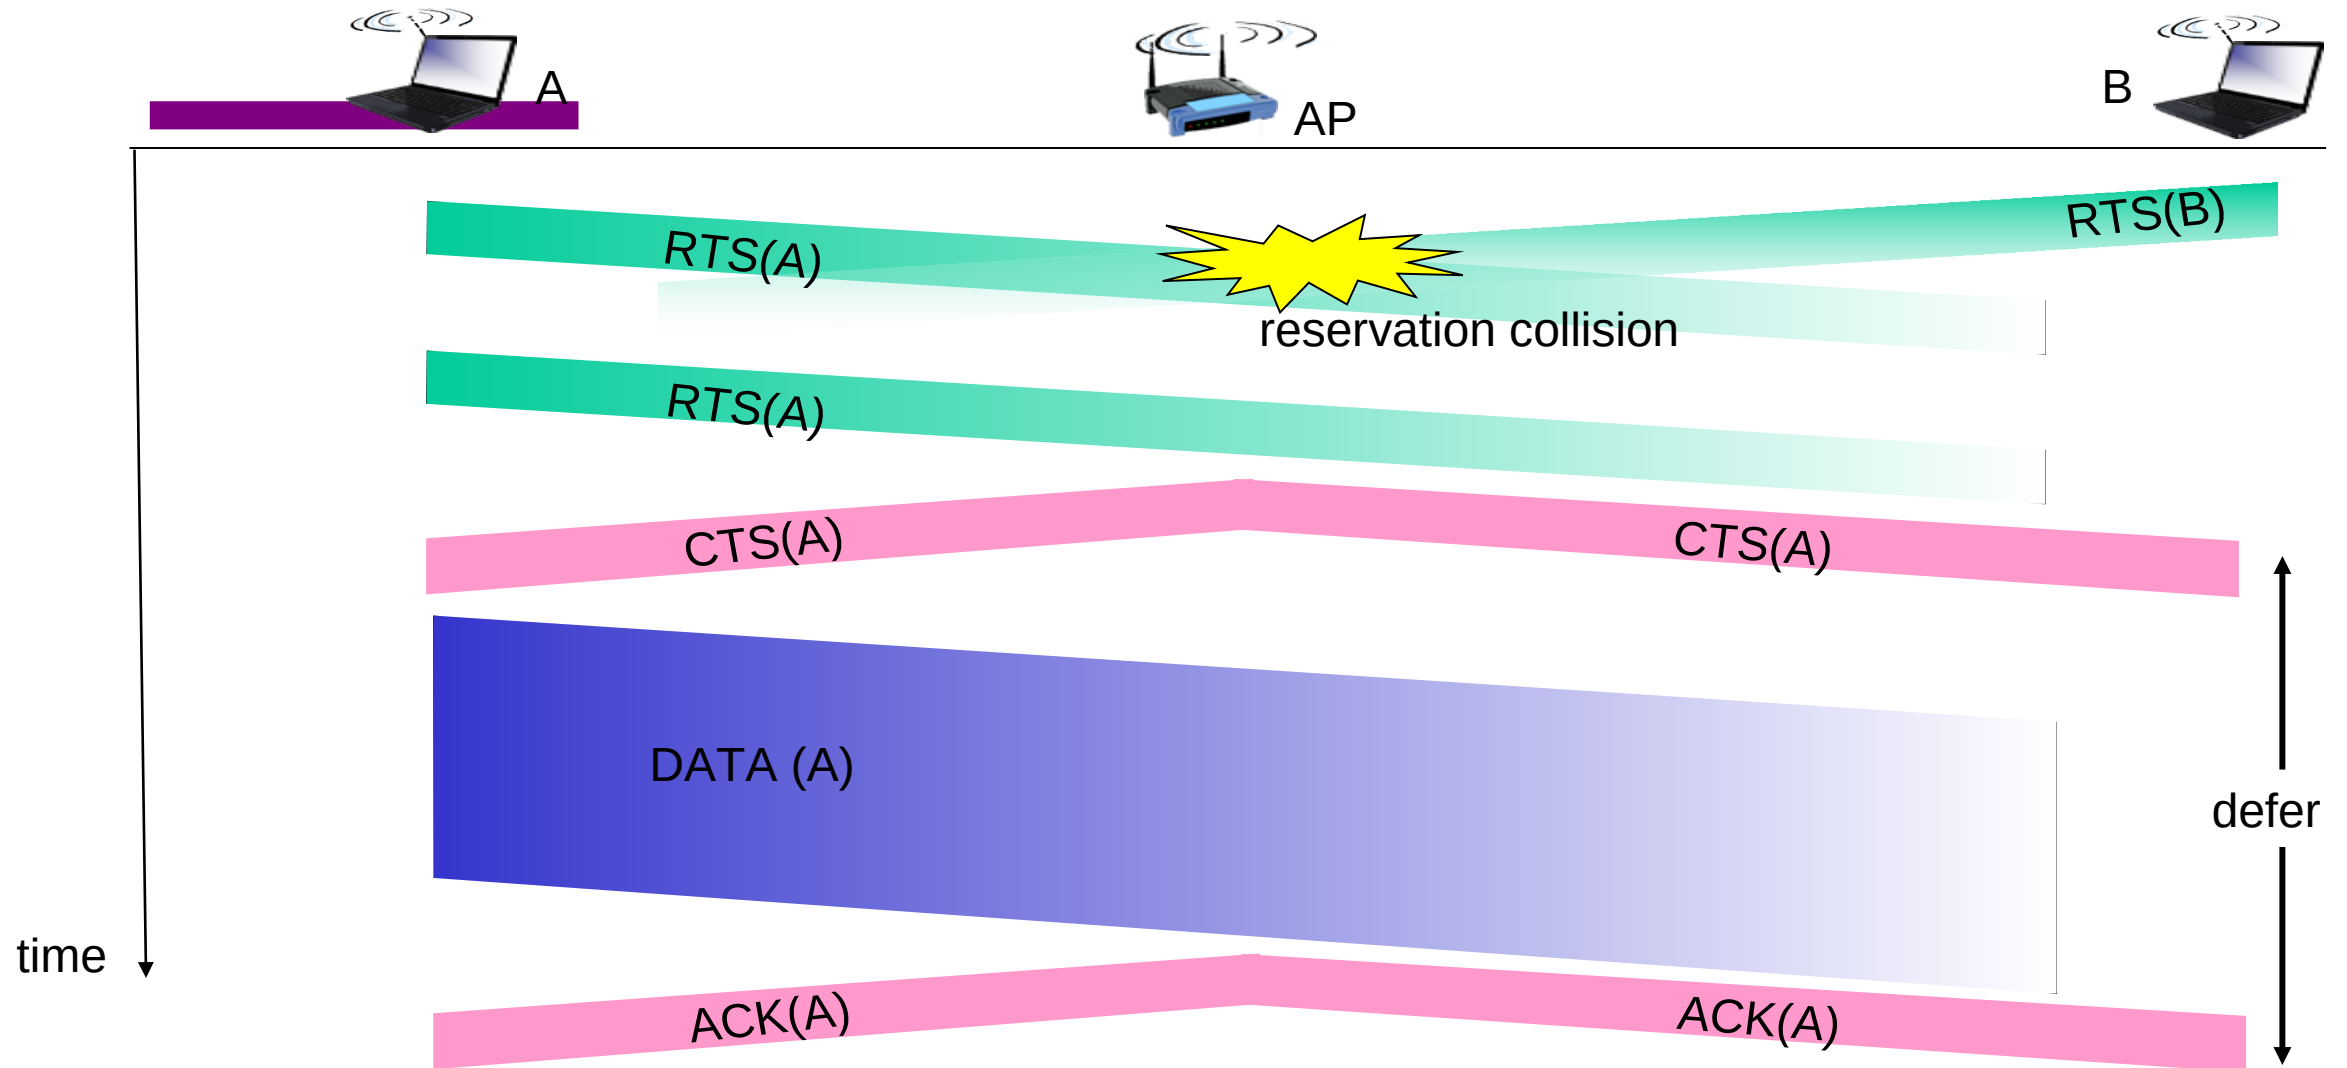 A
AP
B
RTS(A)
RTS(B)
reservation collision
RTS(A)
CTS(A)
CTS(A)
DATA (A)
defer
time
ACK(A)
ACK(A)